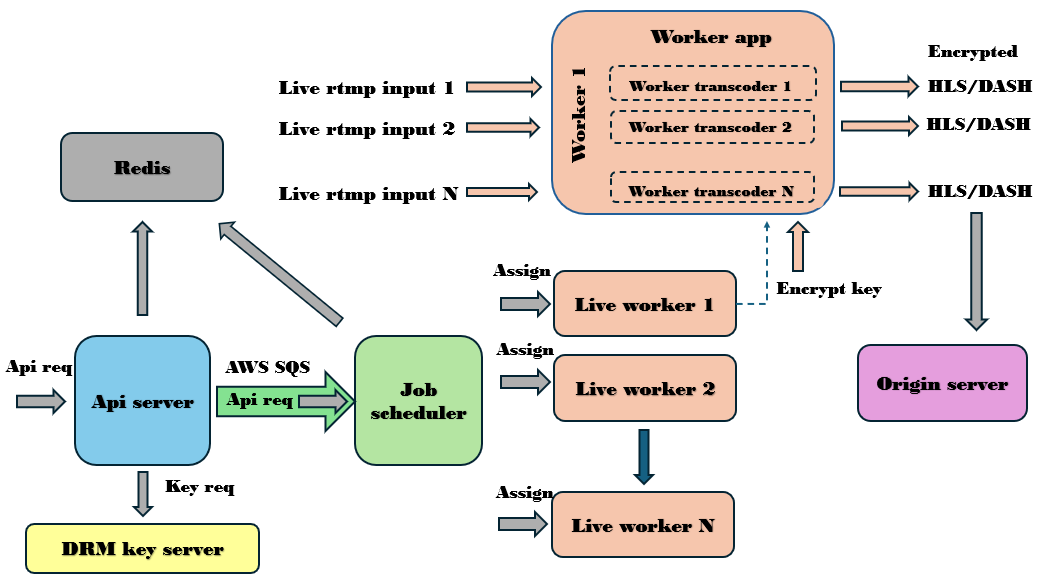 Worker app
Encrypted
Worker 1
Live rtmp input 1
Worker transcoder 1
HLS/DASH
Live rtmp input 2
Worker transcoder 2
HLS/DASH
Redis
Live rtmp input N
Worker transcoder N
HLS/DASH
Assign
Encrypt key
Live worker 1
Assign
Api req
AWS SQS
Api server
Api req
Job
scheduler
Live worker 2
Origin server
Key req
Assign
Live worker N
DRM key server